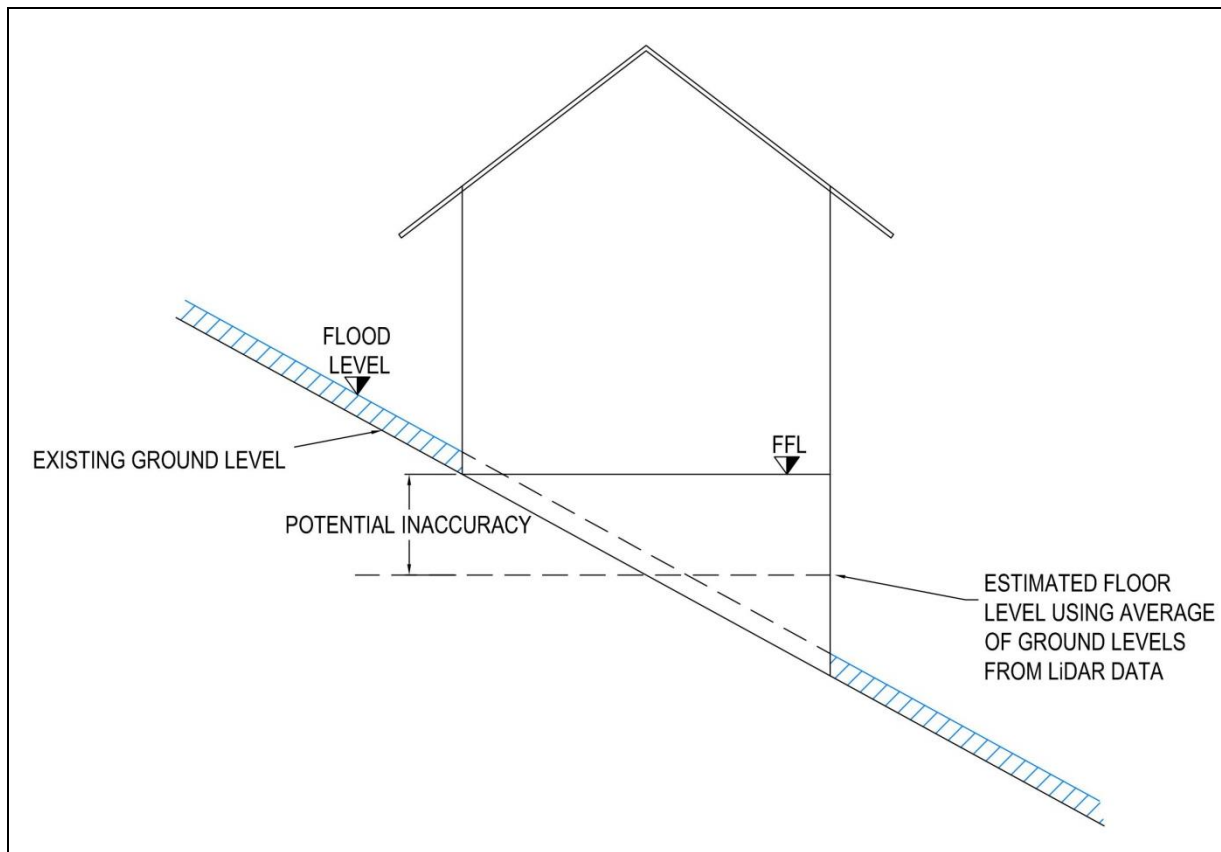 FLOOD
LEVEL
EXISTING GROUND LEVEL
FFL
POTENTIAL INACCURACY
ESTIMATED FLOOR
LEVEL USING AVERAGE
OF GROUND LEVELS
FROM LiDAR DATA